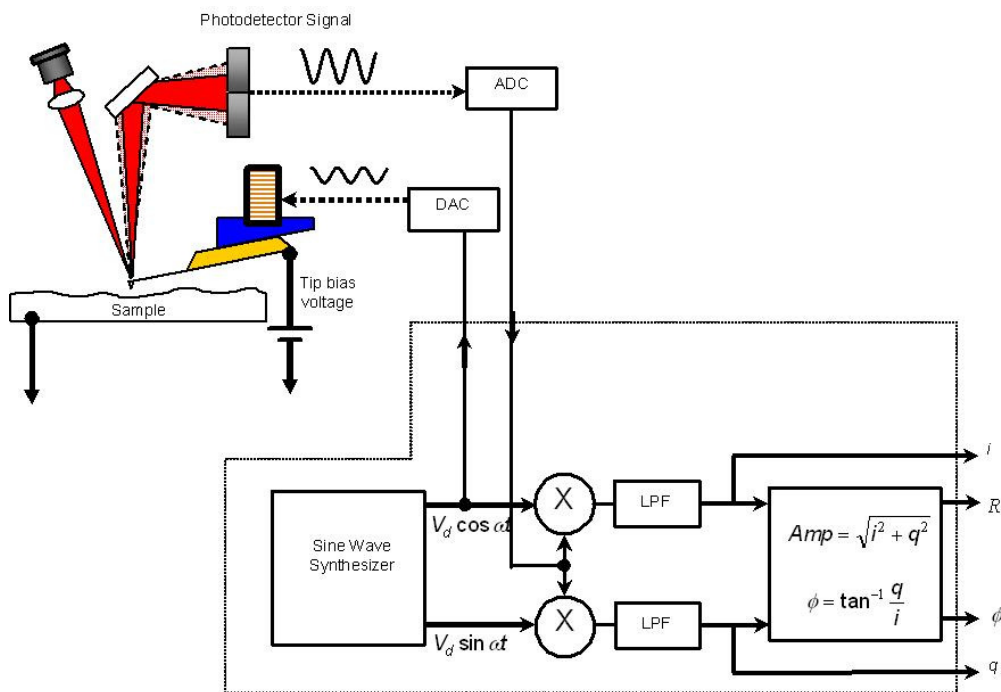 Photodetector Signal
ADC
DAC
Tip bias
voltage
Sample
i
X
LPF
V_d cos ωt
R
Amp = √(i² + q²)
Sine Wave
Synthesizer
φ = tan⁻¹ q/i
φ
X
LPF
V_d sin ωt
q